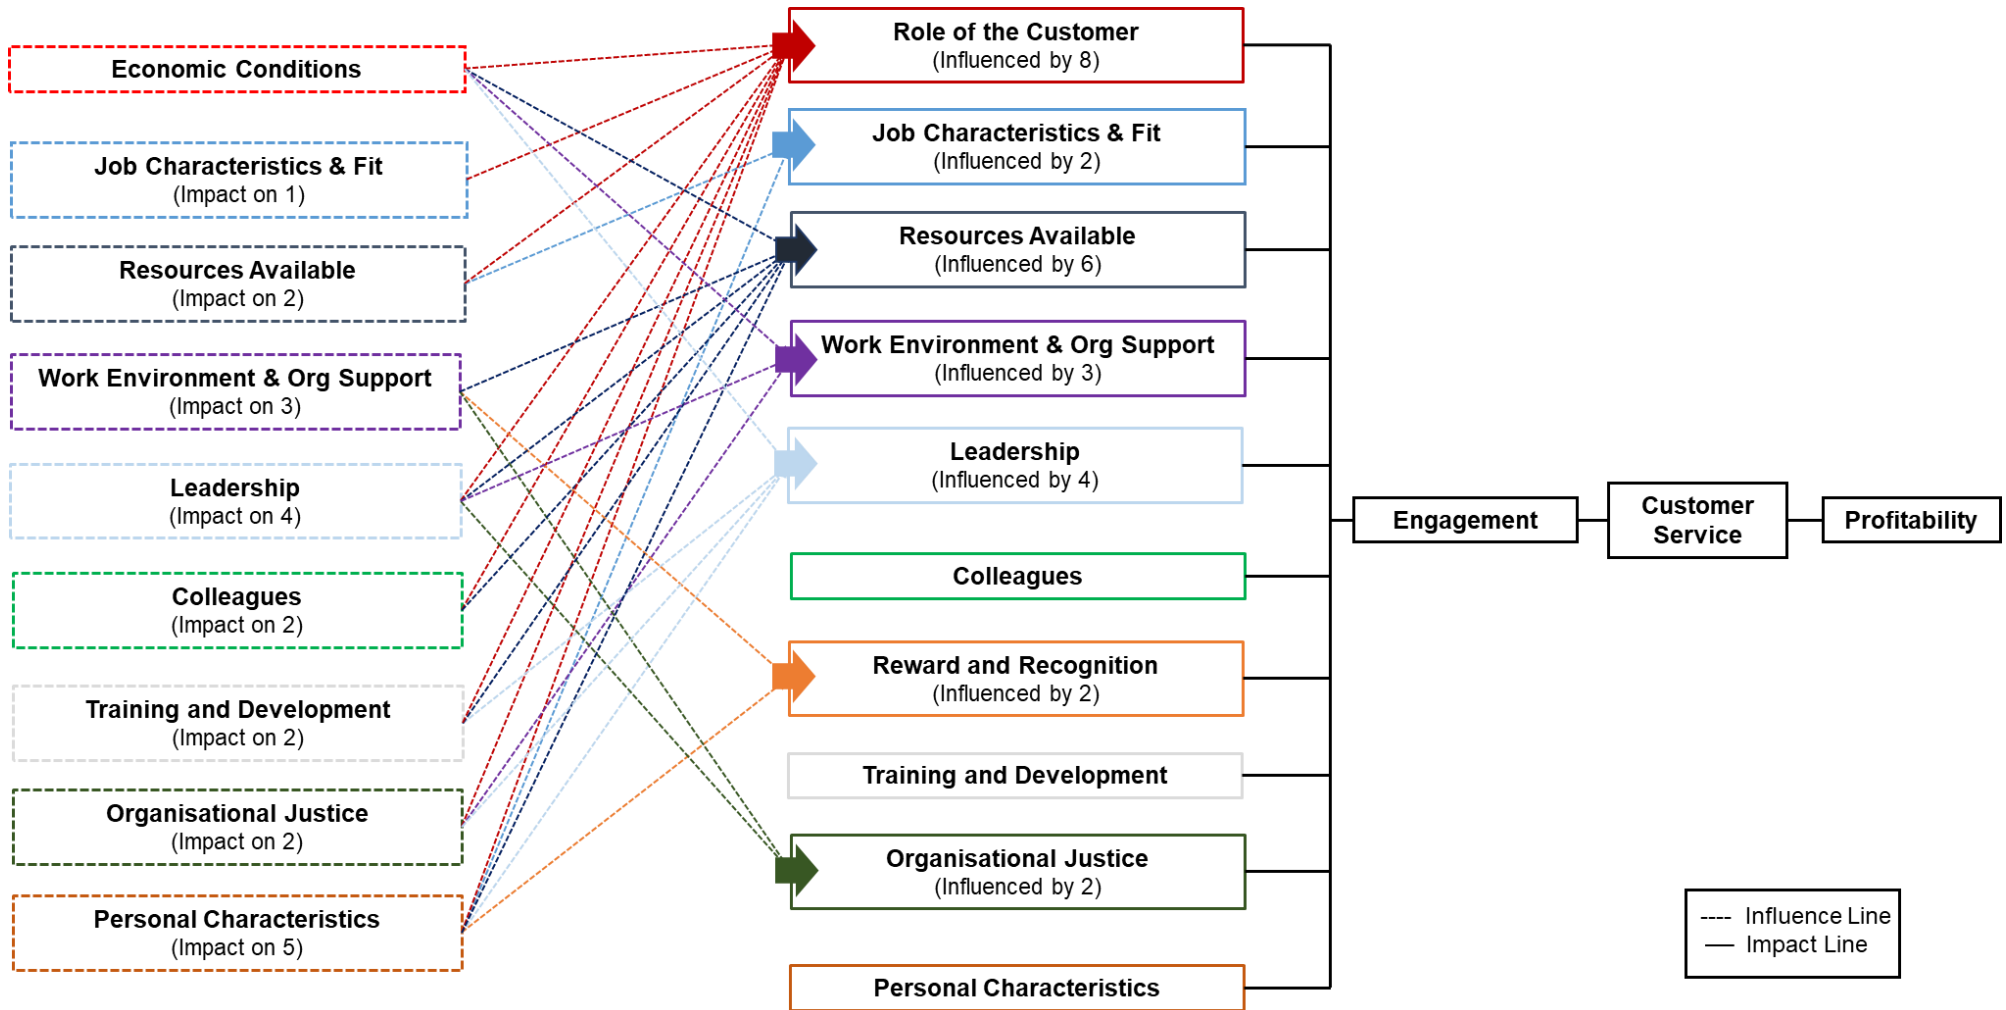 Economic Conditions
Job Characteristics & Fit
(Impact on 1)
Resources Available
(Impact on 2)
Work Environment & Org Support
(Impact on 3)
Leadership
(Impact on 4)
Colleagues
(Impact on 2)
Training and Development
(Impact on 2)
Organisational Justice
(Impact on 2)
Personal Characteristics
(Impact on 5)
Role of the Customer
(Influenced by 8)
Job Characteristics & Fit
(Influenced by 2)
Resources Available
(Influenced by 6)
Work Environment & Org Support
(Influenced by 3)
Leadership
(Influenced by 4)
Colleagues
Reward and Recognition
(Influenced by 2)
Training and Development
Organisational Justice
(Influenced by 2)
Personal Characteristics
Engagement
Customer
Service
Profitability
Influence Line
Impact Line